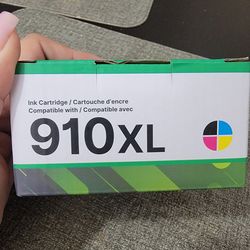 Ink Cartridge / Cartouche d'encre
Compatible with / Compatible avec
910XL